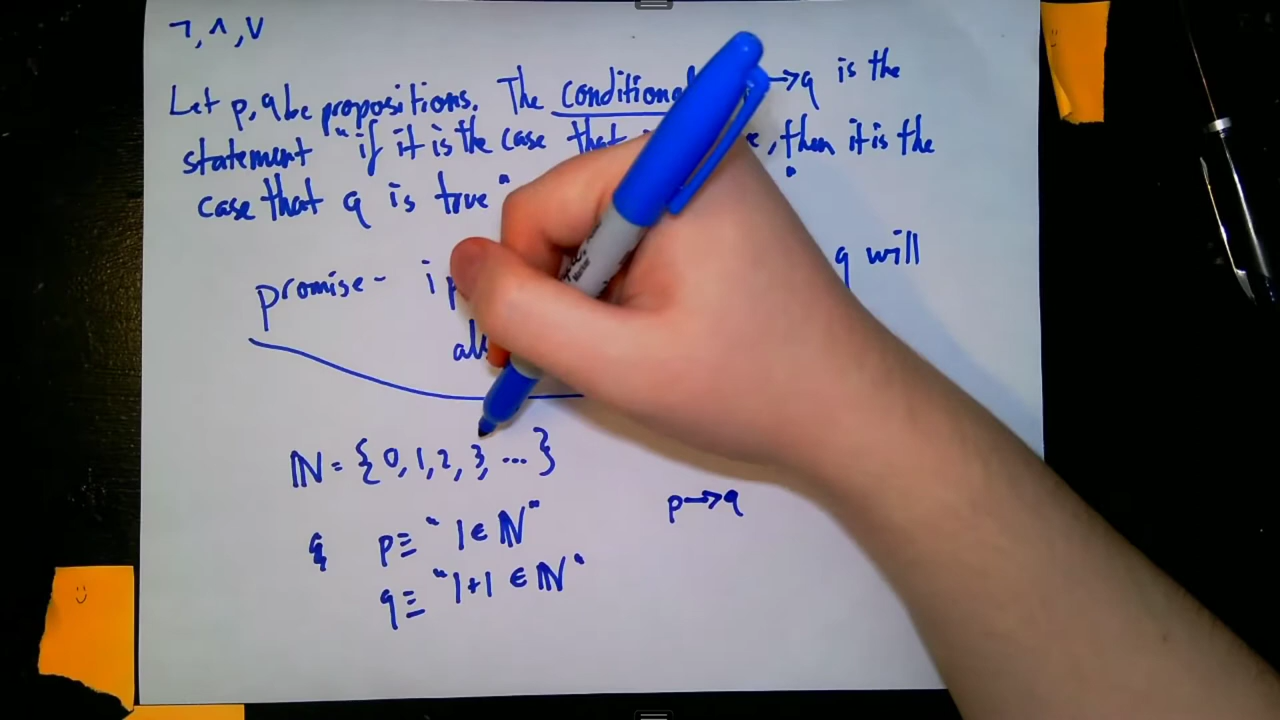 ¬, ∧, ∨
Let p, q be propositions. The conditional →q is the
statement "if it is the case that , then it is the
case that q is true"
promise - q will
ℕ = { 0, 1, 2, 3, ... }
p ≡ "1 ∈ ℕ" p→q
q ≡ "1+1 ∈ ℕ"